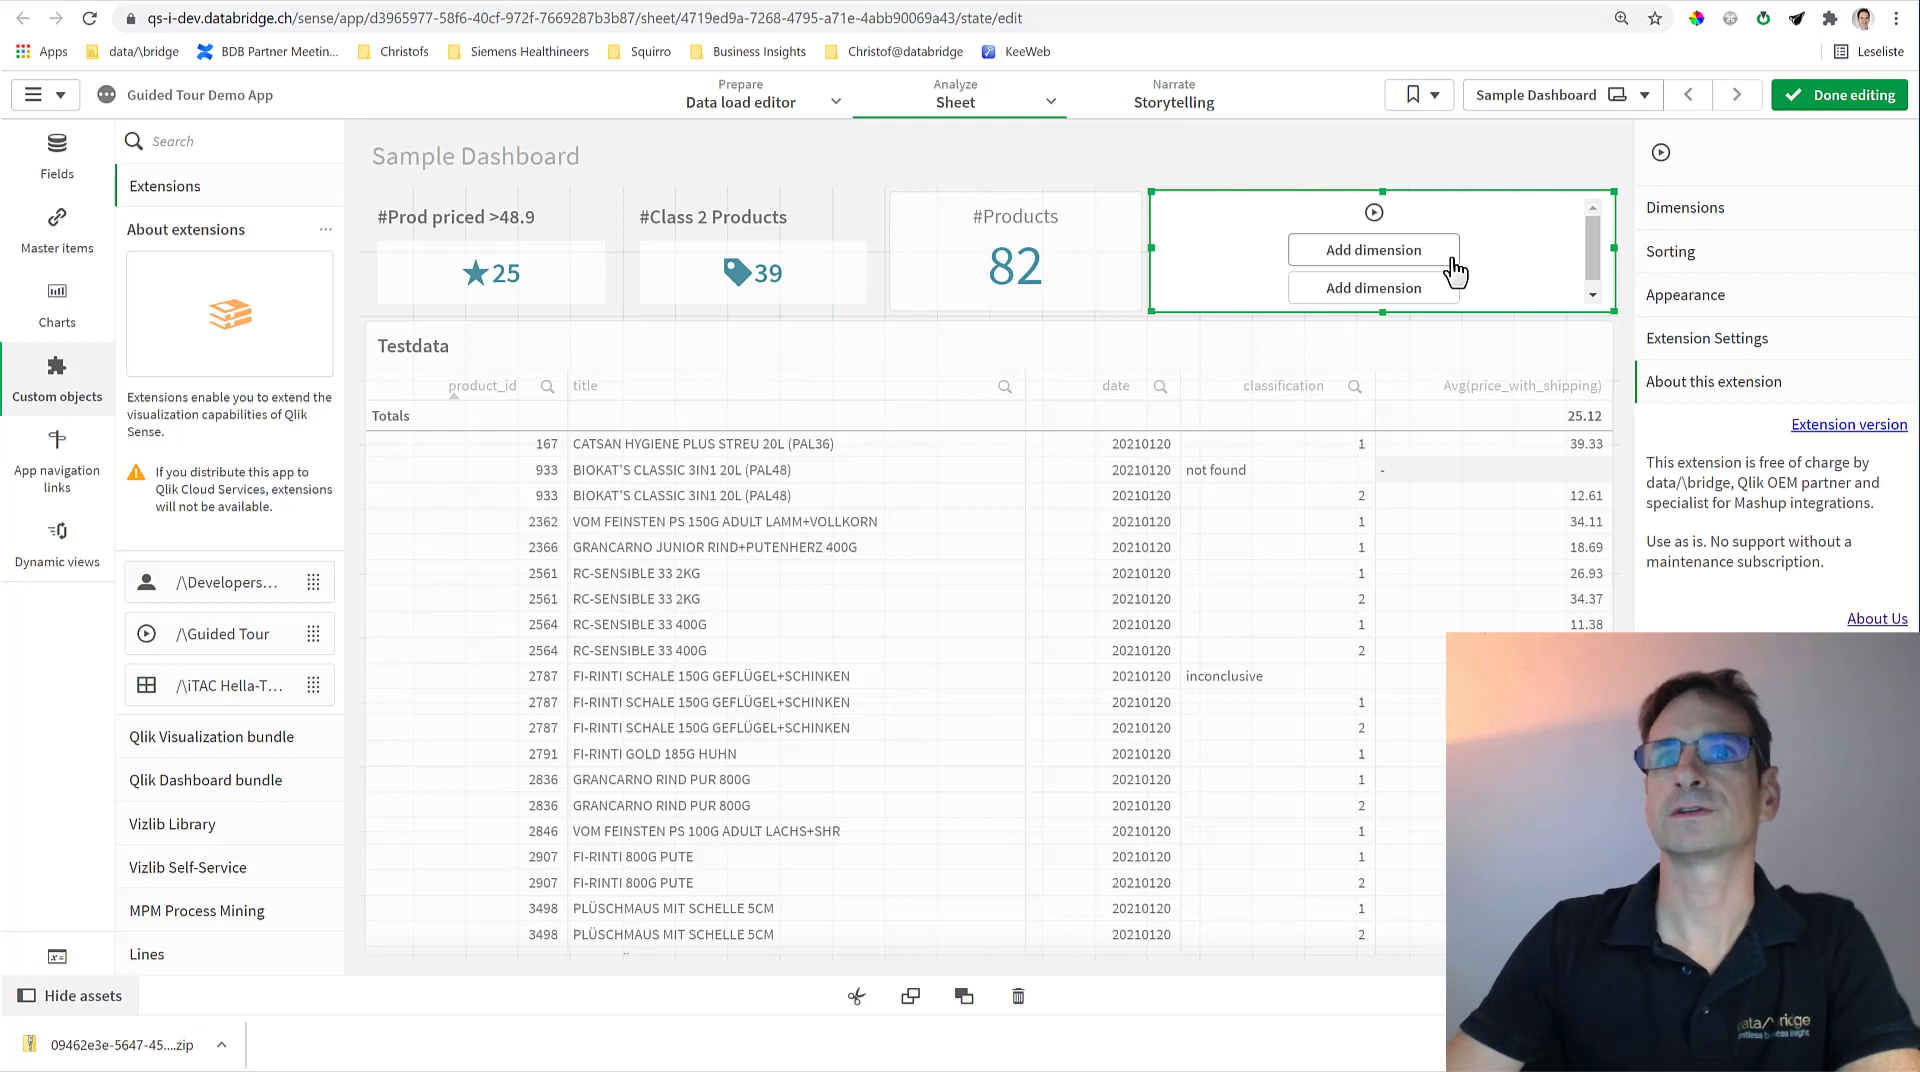 qs-i-dev.databridge.ch/sense/app/d3965977-58f6-40cf-972f-7669287b3b87/sheet/4719ed9a-7268-4795-a71e-4abb90069a43/state/edit
Apps
data/\bridge
BDB Partner Meetin...
Christofs
Siemens Healthineers
Squirro
Business Insights
Christof@databridge
KeeWeb
Leseliste
Guided Tour Demo App
Prepare
Data load editor
Analyze
Sheet
Narrate
Storytelling
Sample Dashboard
Done editing
Fields
Master items
Charts
Custom objects
App navigation
links
Dynamic views
Search
Extensions
About extensions
Extensions enable you to extend the
visualization capabilities of Qlik
Sense.
If you distribute this app to
Qlik Cloud Services, extensions
will not be available.
/\Developers...
/\Guided Tour
/\iTAC Hella-T...
Qlik Visualization bundle
Qlik Dashboard bundle
Vizlib Library
Vizlib Self-Service
MPM Process Mining
Lines
Sample Dashboard
#Prod priced >48.9
25
#Class 2 Products
39
#Products
82
Add dimension
Add dimension
Testdata
product_id title date classification Avg(price_with_shipping)
Totals 25.12
167 CATSAN HYGIENE PLUS STREU 20L (PAL36) 20210120 1 39.33
933 BIOKAT'S CLASSIC 3IN1 20L (PAL48) 20210120 not found -
933 BIOKAT'S CLASSIC 3IN1 20L (PAL48) 20210120 2 12.61
2362 VOM FEINSTEN PS 150G ADULT LAMM+VOLLKORN 20210120 1 34.11
2366 GRANCARNO JUNIOR RIND+PUTENHERZ 400G 20210120 1 18.69
2561 RC-SENSIBLE 33 2KG 20210120 1 26.93
2561 RC-SENSIBLE 33 2KG 20210120 2 34.37
2564 RC-SENSIBLE 33 400G 20210120 1 11.38
2564 RC-SENSIBLE 33 400G 20210120 2
2787 FI-RINTI SCHALE 150G GEFLÜGEL+SCHINKEN 20210120 inconclusive
2787 FI-RINTI SCHALE 150G GEFLÜGEL+SCHINKEN 20210120 1
2787 FI-RINTI SCHALE 150G GEFLÜGEL+SCHINKEN 20210120 2
2791 FI-RINTI GOLD 185G HUHN 20210120 1
2836 GRANCARNO RIND PUR 800G 20210120 1
2836 GRANCARNO RIND PUR 800G 20210120 2
2846 VOM FEINSTEN PS 100G ADULT LACHS+SHR 20210120 1
2907 FI-RINTI 800G PUTE 20210120 1
2907 FI-RINTI 800G PUTE 20210120 2
3498 PLÜSCHMAUS MIT SCHELLE 5CM 20210120 1
3498 PLÜSCHMAUS MIT SCHELLE 5CM 20210120 2
Dimensions
Sorting
Appearance
Extension Settings
About this extension
Extension version
This extension is free of charge by
data/\bridge, Qlik OEM partner and
specialist for Mashup integrations.
Use as is. No support without a
maintenance subscription.
About Us
Hide assets
09462e3e-5647-45....zip